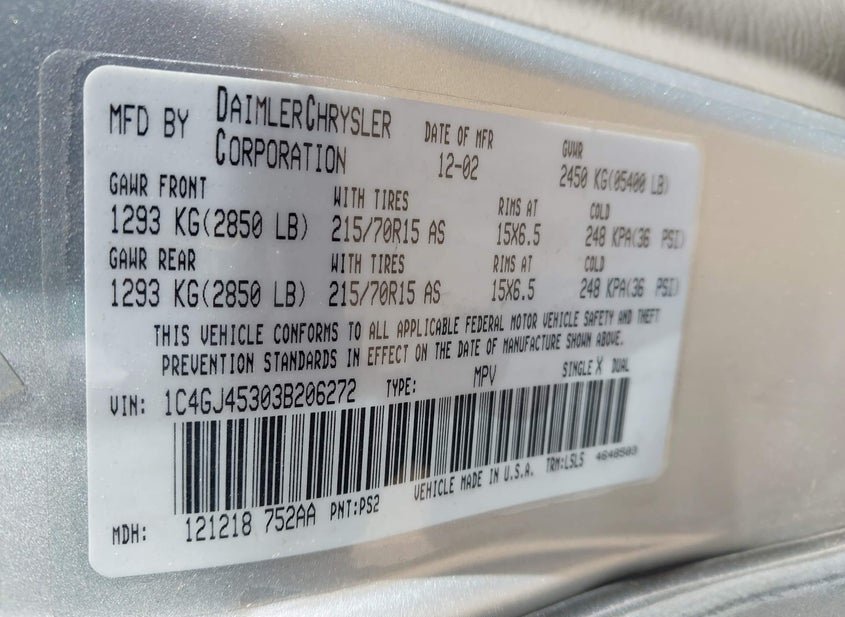 MFD BY DAIMLERCHRYSLER CORPORATION DATE OF MFR 12-02 GVWR 2450 KG(05400 LB)
GAWR FRONT WITH TIRES RIMS AT COLD
1293 KG(2850 LB) 215/70R15 AS 15X6.5 248 KPA(36 PSI)
GAWR REAR WITH TIRES RIMS AT COLD
1293 KG(2850 LB) 215/70R15 AS 15X6.5 248 KPA(36 PSI)
THIS VEHICLE CONFORMS TO ALL APPLICABLE FEDERAL MOTOR VEHICLE SAFETY AND THEFT
PREVENTION STANDARDS IN EFFECT ON THE DATE OF MANUFACTURE SHOWN ABOVE.
VIN: 1C4GJ45303B206272 TYPE: MPV SINGLE X DUAL
MDH: 121218 752AA PNT:PS2 VEHICLE MADE IN U.S.A. TRM:LSL5 4648503